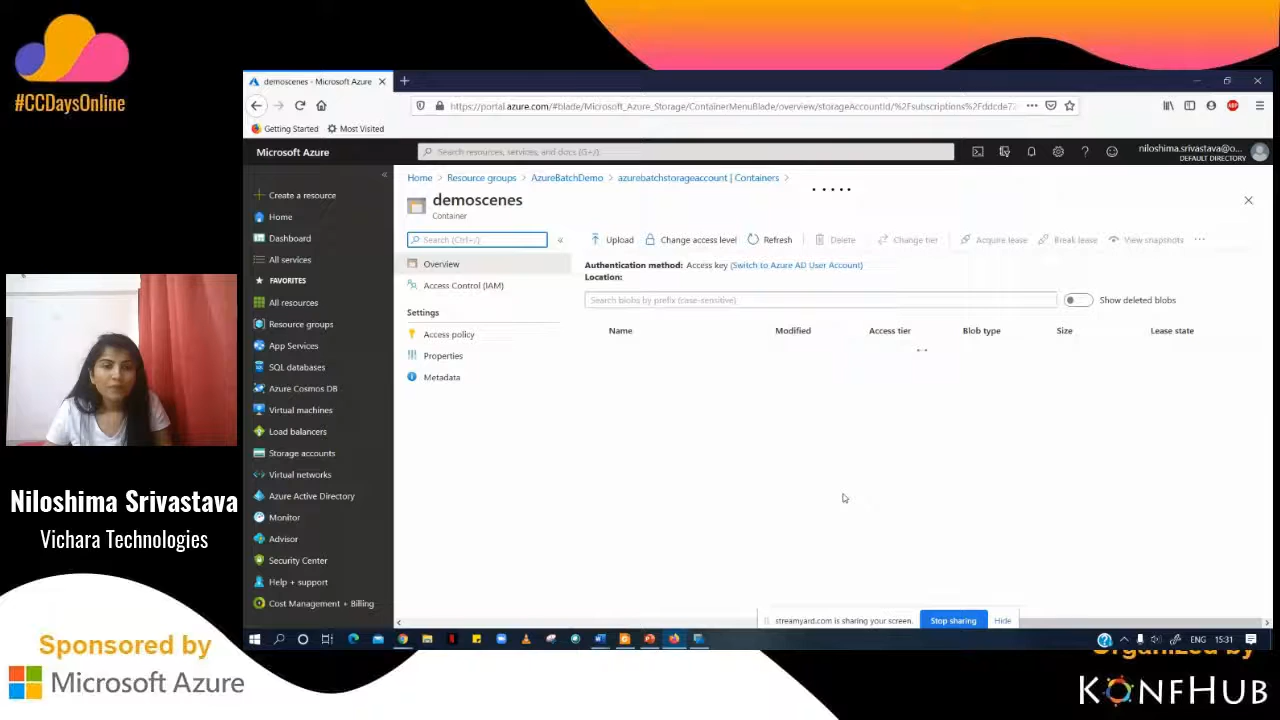 #CCDaysOnline
demoscenes - Microsoft Azure
https://portal.azure.com/#blade/Microsoft_Azure_Storage/ContainerMenuBlade/overview/storageAccountId/%2Fsubscriptions%2Fddcde72
Getting Started
Most Visited
Microsoft Azure
Search resources, services, and docs (G+/)
niloshima.srivastava@o...
DEFAULT DIRECTORY
Create a resource
Home
Dashboard
All services
FAVORITES
All resources
Resource groups
App Services
SQL databases
Azure Cosmos DB
Virtual machines
Load balancers
Storage accounts
Virtual networks
Azure Active Directory
Monitor
Advisor
Security Center
Help + support
Cost Management + Billing
Home > Resource groups > AzureBatchDemo > azurebatchstorageaccount | Containers >
demoscenes
Container
Search (Ctrl+/)
Overview
Access Control (IAM)
Settings
Access policy
Properties
Metadata
Upload Change access level Refresh Delete Change tier Acquire lease Break lease View snapshots
Authentication method: Access key (Switch to Azure AD User Account)
Location:
Search blobs by prefix (case-sensitive)
Show deleted blobs
Name Modified Access tier Blob type Size Lease state
streamyard.com is sharing your screen. Stop sharing Hide
ENG 15:31
Niloshima Srivastava
Vichara Technologies
Sponsored by
Microsoft Azure
Organized by
KONFHUB